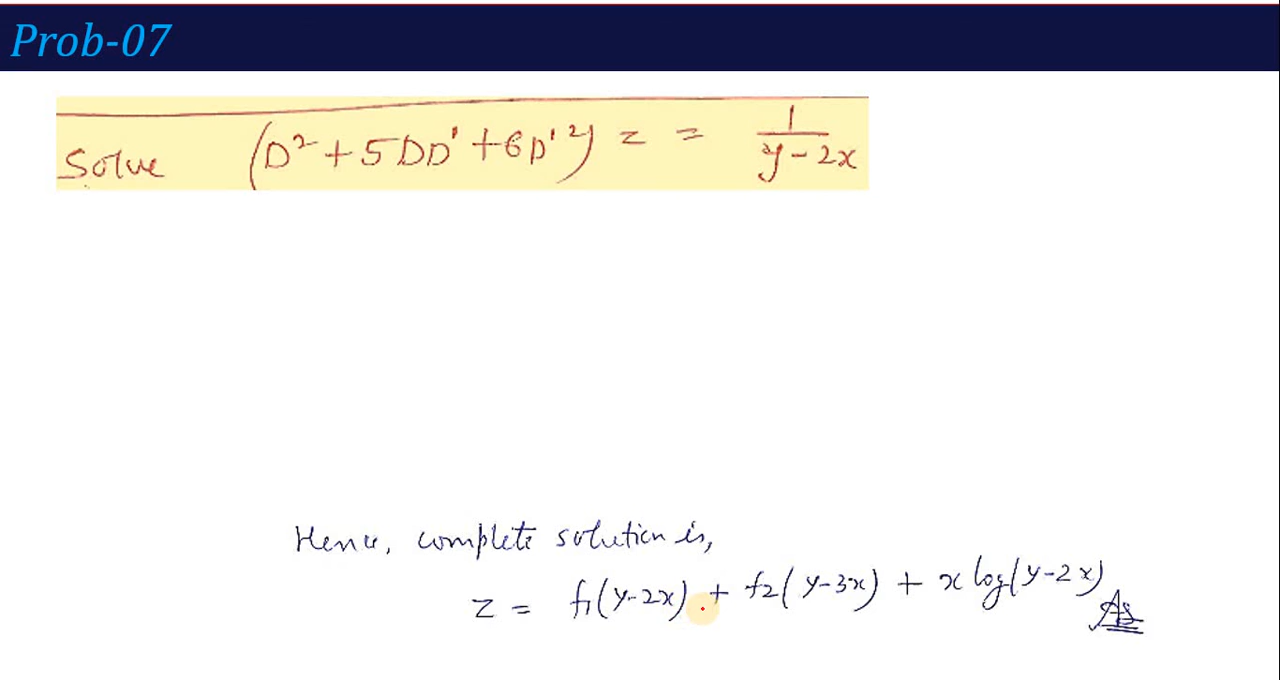 Prob-07
Solve (D² + 5DD' + 6D'²) z = 1/(y - 2x)
Hence, complete solution is,
z = f₁(y-2x) + f₂(y-3x) + x log(y-2x)